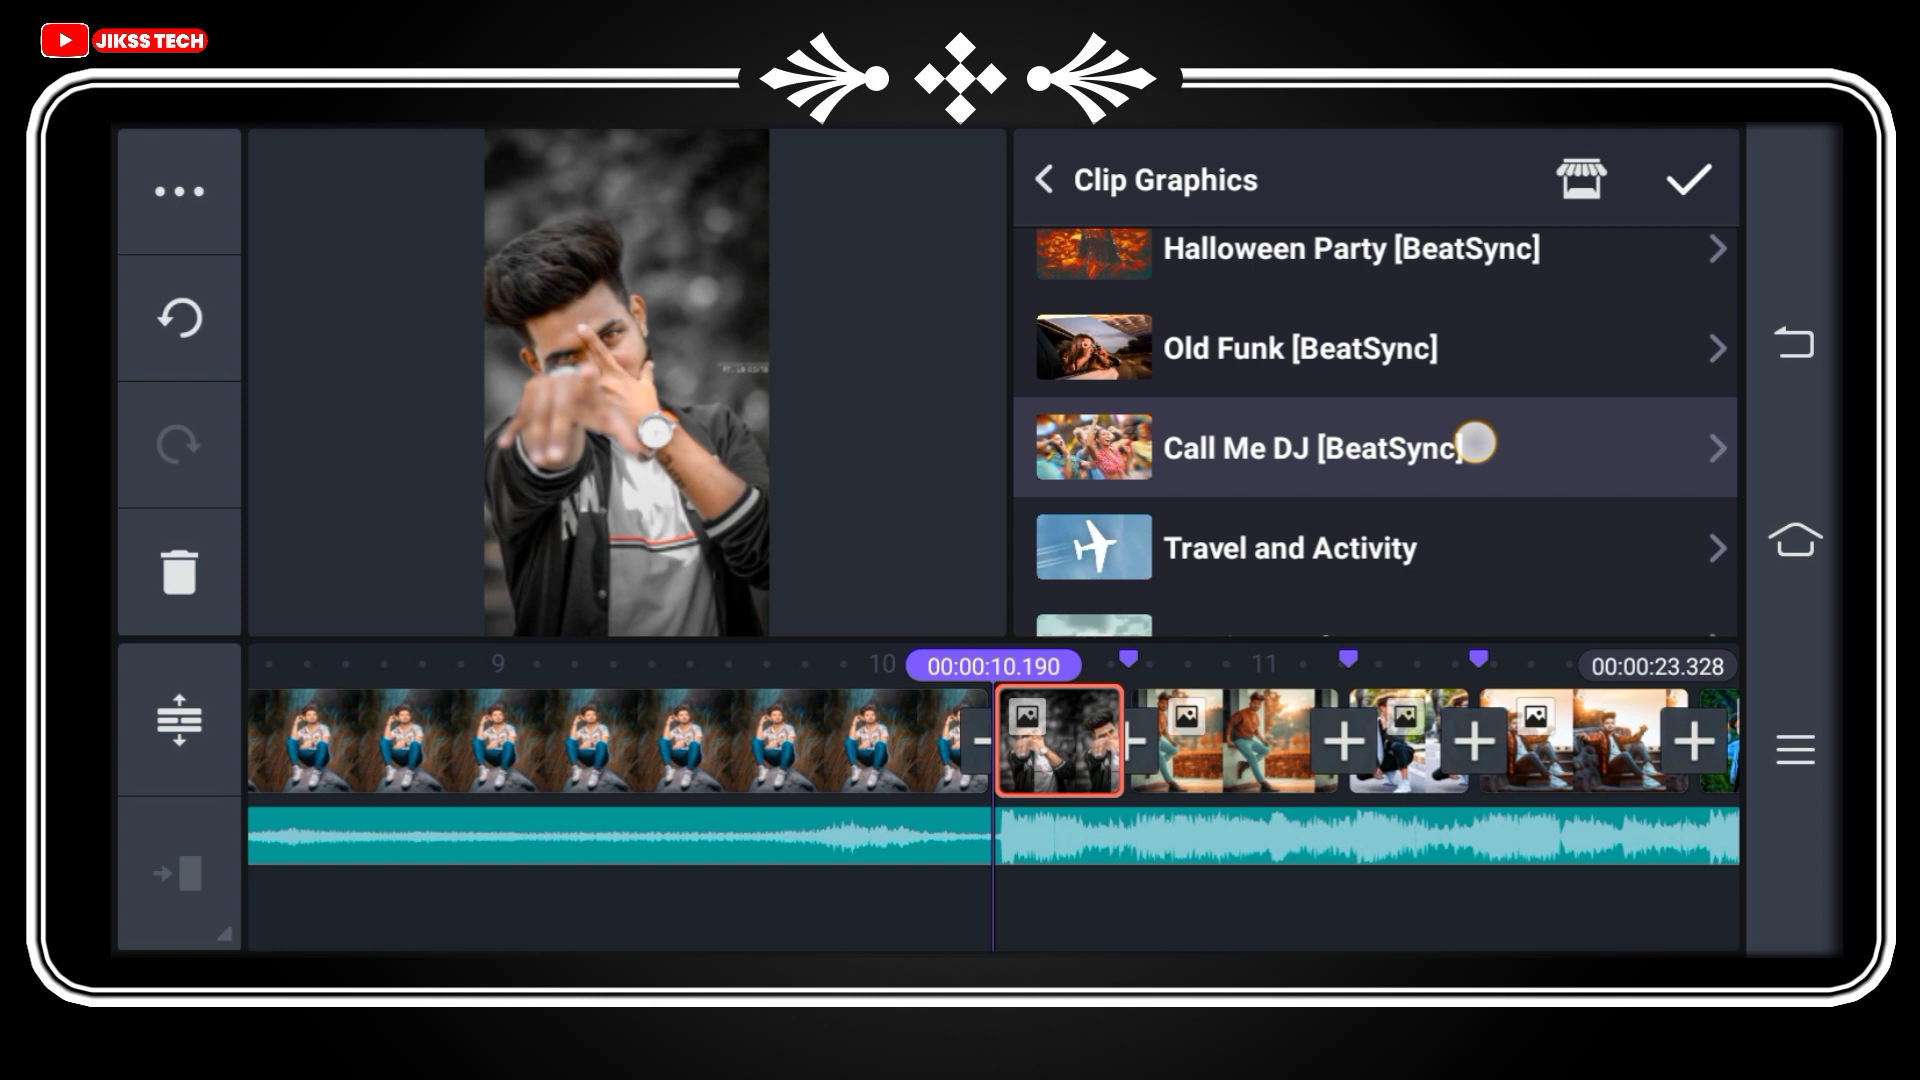 JIKSS TECH
Clip Graphics
Halloween Party [BeatSync]
Old Funk [BeatSync]
Call Me DJ [BeatSync]
Travel and Activity
9
10
00:00:10.190
11
00:00:23.328